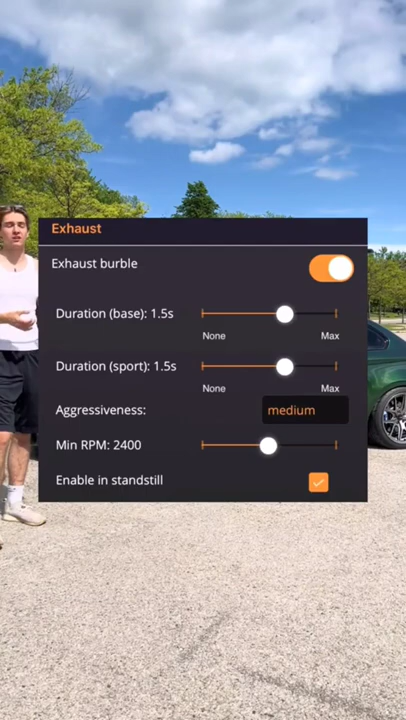 Exhaust
Exhaust burble
Duration (base): 1.5s
None Max
Duration (sport): 1.5s
None Max
Aggressiveness: medium
Min RPM: 2400
Enable in standstill